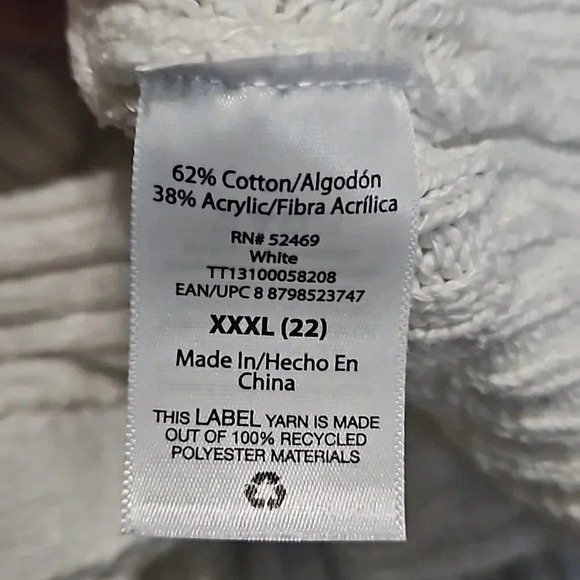 62% Cotton/Algodón
38% Acrylic/Fibra Acrílica
RN# 52469
White
TT13100058208
EAN/UPC 8 8798523747
XXXL (22)
Made In/Hecho En
China
THIS LABEL YARN IS MADE
OUT OF 100% RECYCLED
POLYESTER MATERIALS